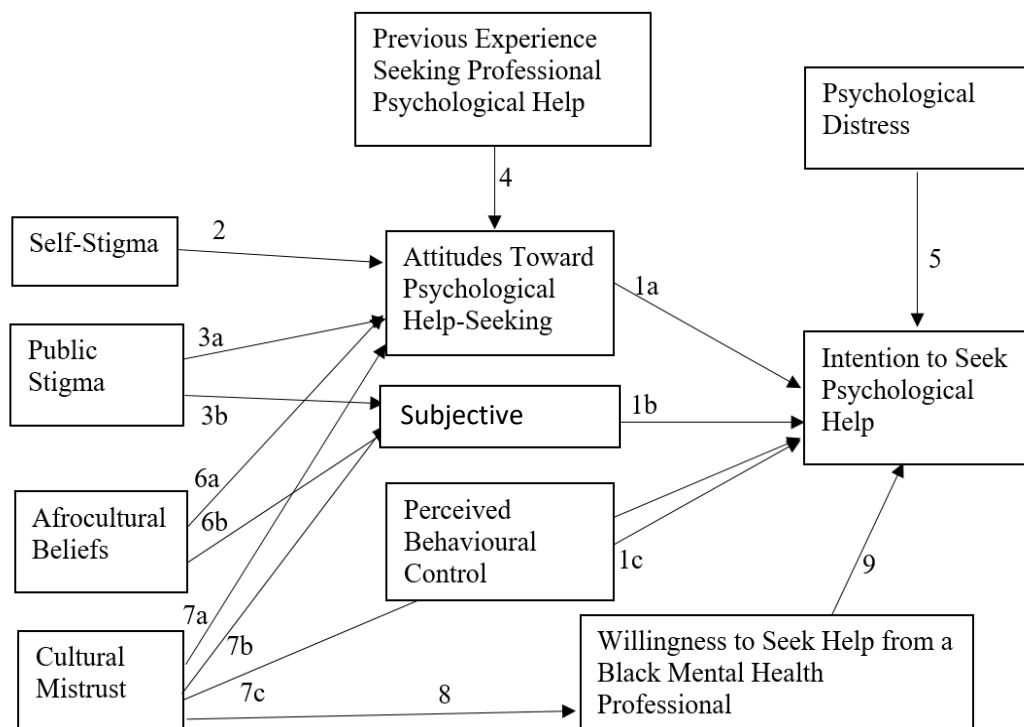 Previous Experience
Seeking Professional
Psychological Help
Psychological
Distress
4
Self-Stigma
2
Attitudes Toward
Psychological
Help-Seeking
1a
5
Public
Stigma
3a
3b
Subjective
1b
Intention to Seek
Psychological
Help
6a
6b
Afrocultural
Beliefs
Perceived
Behavioural
Control
1c
9
7a
7b
7c
Cultural
Mistrust
8
Willingness to Seek Help from a
Black Mental Health
Professional